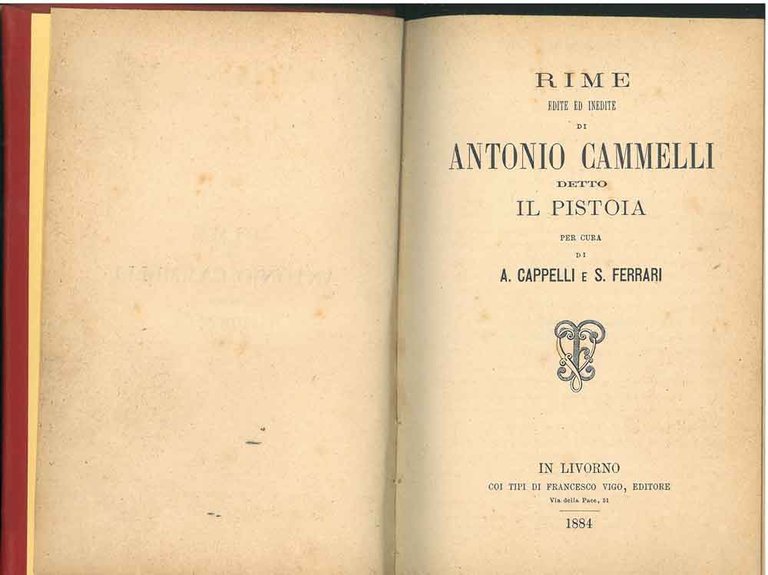 RIME
EDITE ED INEDITE
DI
ANTONIO CAMMELLI
DETTO
IL PISTOIA
PER CURA
DI
A. CAPPELLI E S. FERRARI
IN LIVORNO
COI TIPI DI FRANCESCO VIGO, EDITORE
Via della Pace, 31
1884